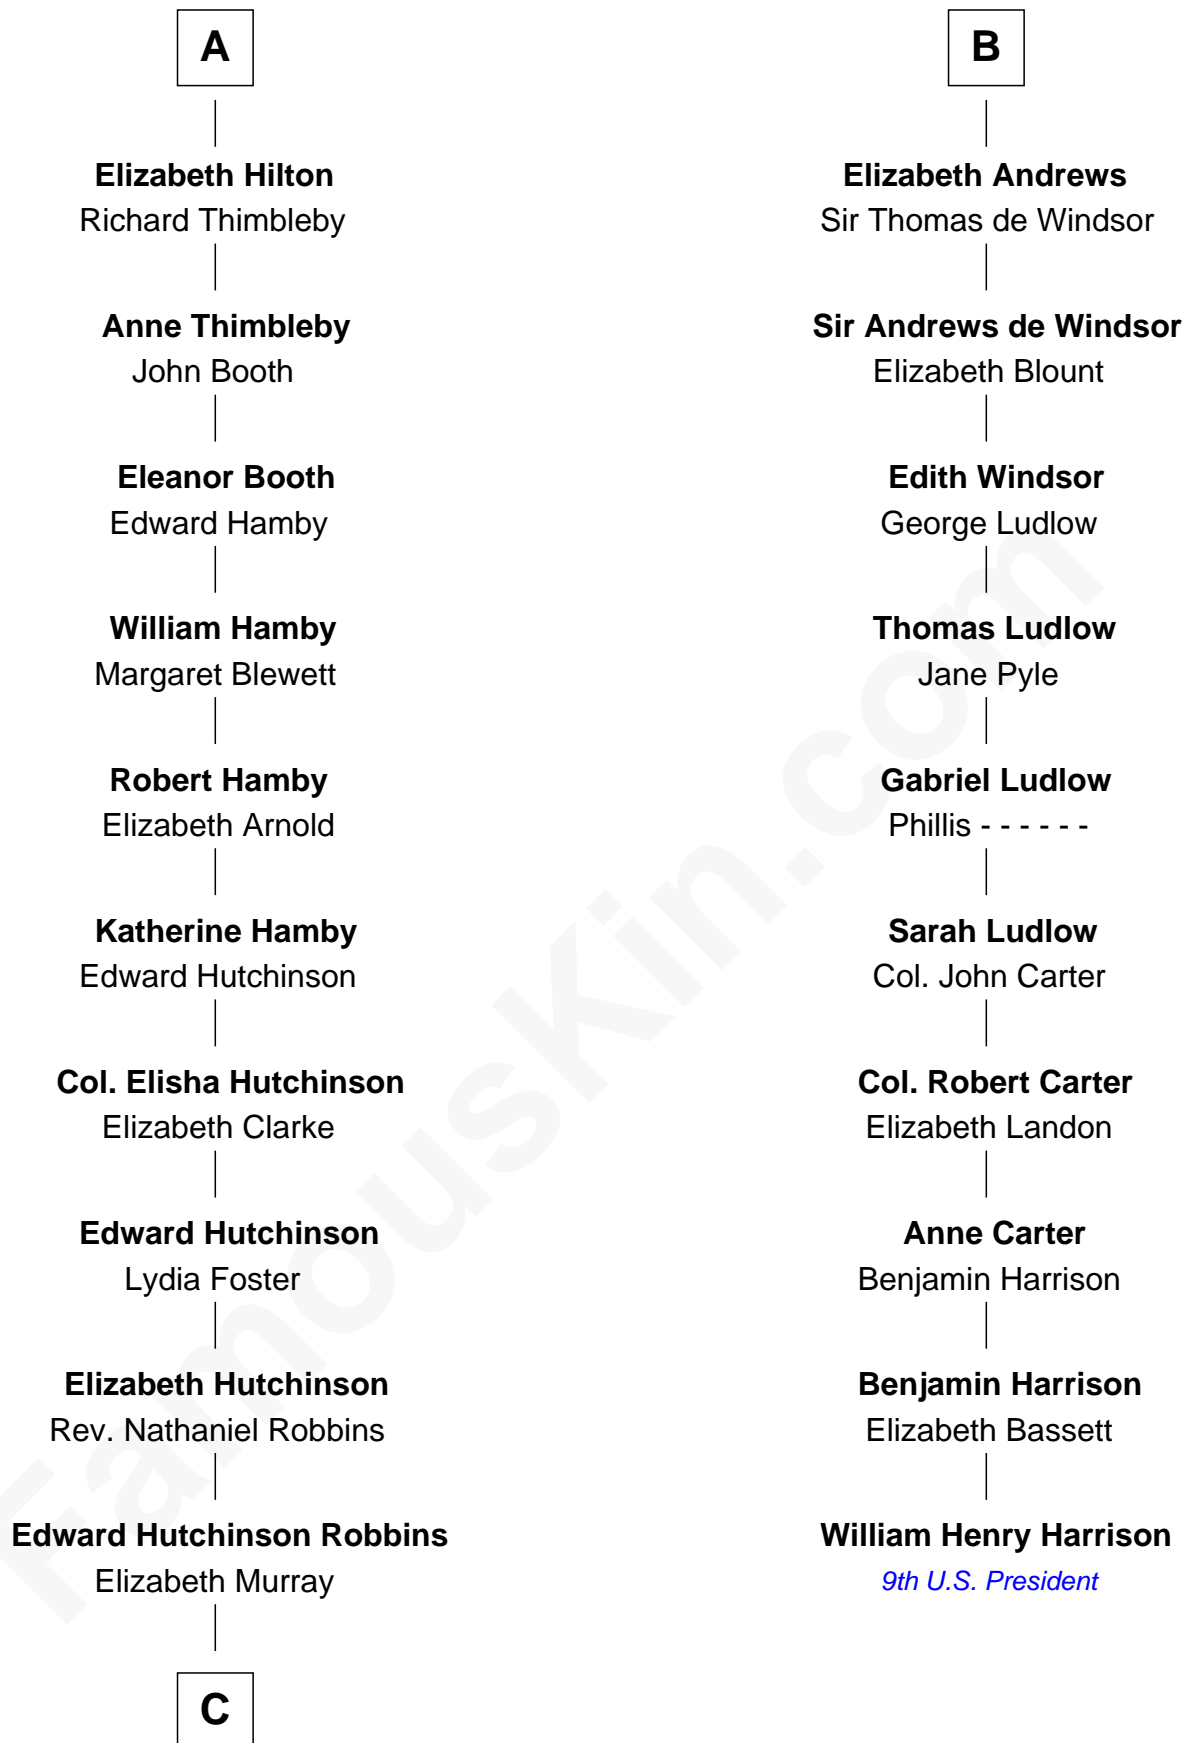 A
Elizabeth Hilton
Richard Thimbleby
Anne Thimbleby
John Booth
Eleanor Booth
Edward Hamby
William Hamby
Margaret Blewett
Robert Hamby
Elizabeth Arnold
Katherine Hamby
Edward Hutchinson
Col. Elisha Hutchinson
Elizabeth Clarke
Edward Hutchinson
Lydia Foster
Elizabeth Hutchinson
Rev. Nathaniel Robbins
Edward Hutchinson Robbins
Elizabeth Murray
C
B
Elizabeth Andrews
Sir Thomas de Windsor
Sir Andrews de Windsor
Elizabeth Blount
Edith Windsor
George Ludlow
Thomas Ludlow
Jane Pyle
Gabriel Ludlow
Phillis - - - - - -
Sarah Ludlow
Col. John Carter
Col. Robert Carter
Elizabeth Landon
Anne Carter
Benjamin Harrison
Benjamin Harrison
Elizabeth Bassett
William Henry Harrison
9th U.S. President
FamousKin.com